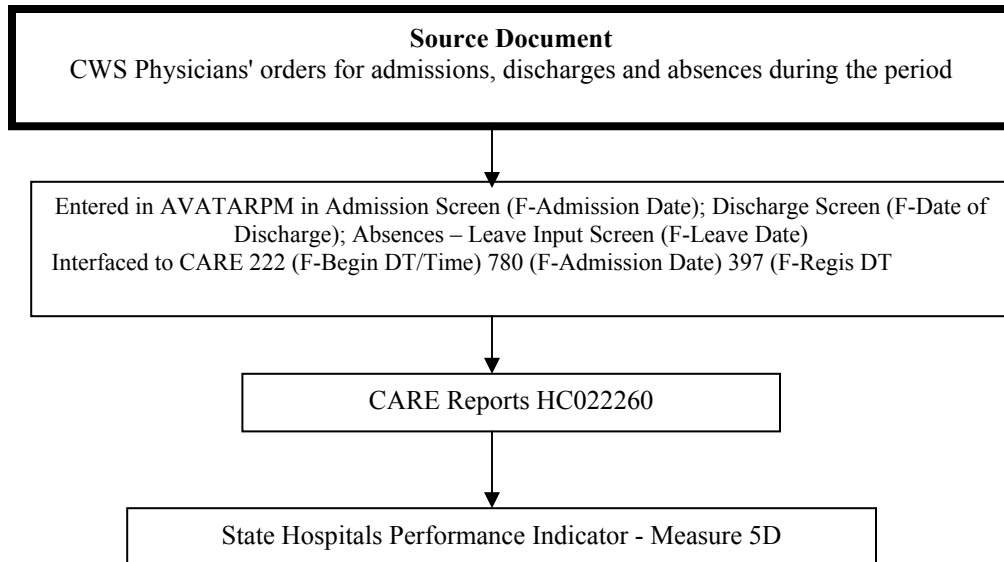 Source Document
CWS Physicians' orders for admissions, discharges and absences during the period
Entered in AVATARPM in Admission Screen (F-Admission Date); Discharge Screen (F-Date of
Discharge); Absences – Leave Input Screen (F-Leave Date)
Interfaced to CARE 222 (F-Begin DT/Time) 780 (F-Admission Date) 397 (F-Regis DT
CARE Reports HC022260
State Hospitals Performance Indicator - Measure 5D